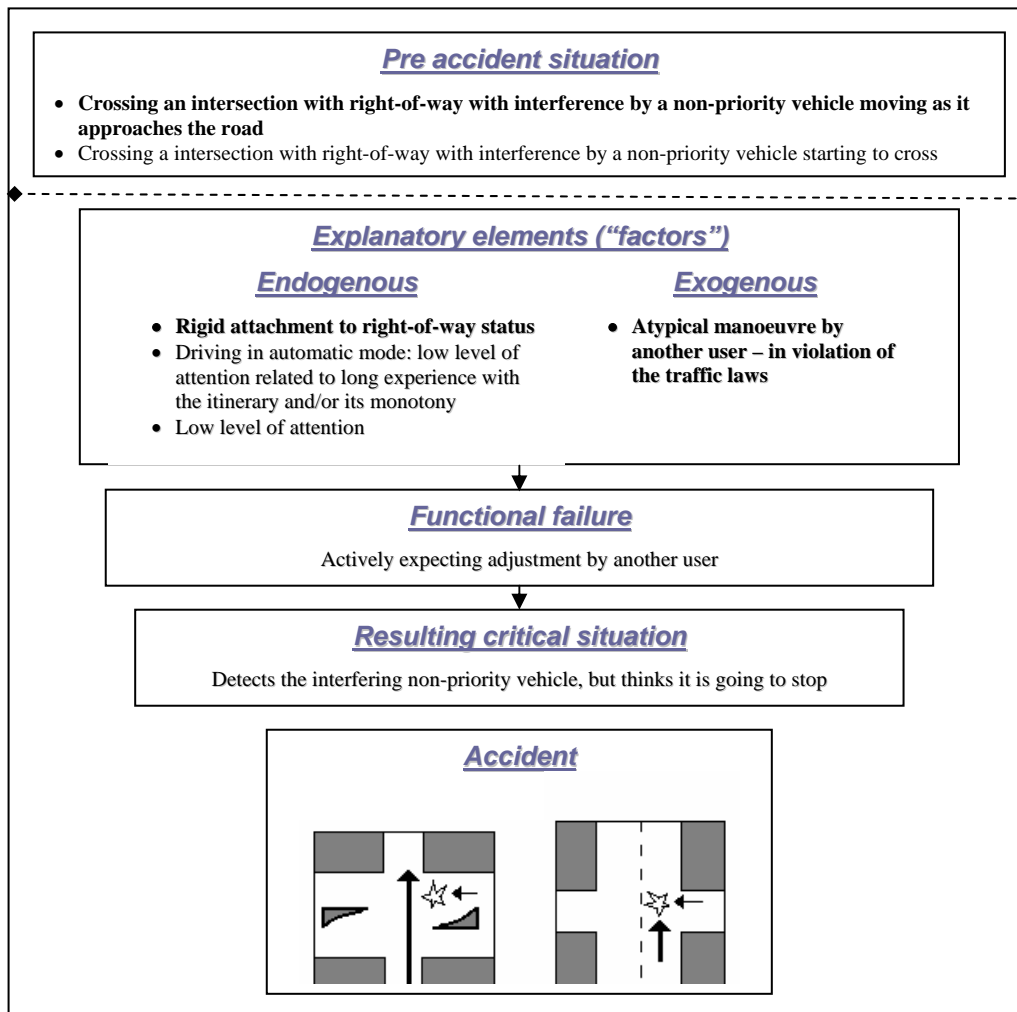 Pre accident situation
• Crossing an intersection with right-of-way with interference by a non-priority vehicle moving as it
approaches the road
• Crossing a intersection with right-of-way with interference by a non-priority vehicle starting to cross
Explanatory elements (“factors”)
Endogenous
• Rigid attachment to right-of-way status
• Driving in automatic mode: low level of
attention related to long experience with
the itinerary and/or its monotony
• Low level of attention
Exogenous
• Atypical manoeuvre by
another user – in violation of
the traffic laws
Functional failure
Actively expecting adjustment by another user
Resulting critical situation
Detects the interfering non-priority vehicle, but thinks it is going to stop
Accident